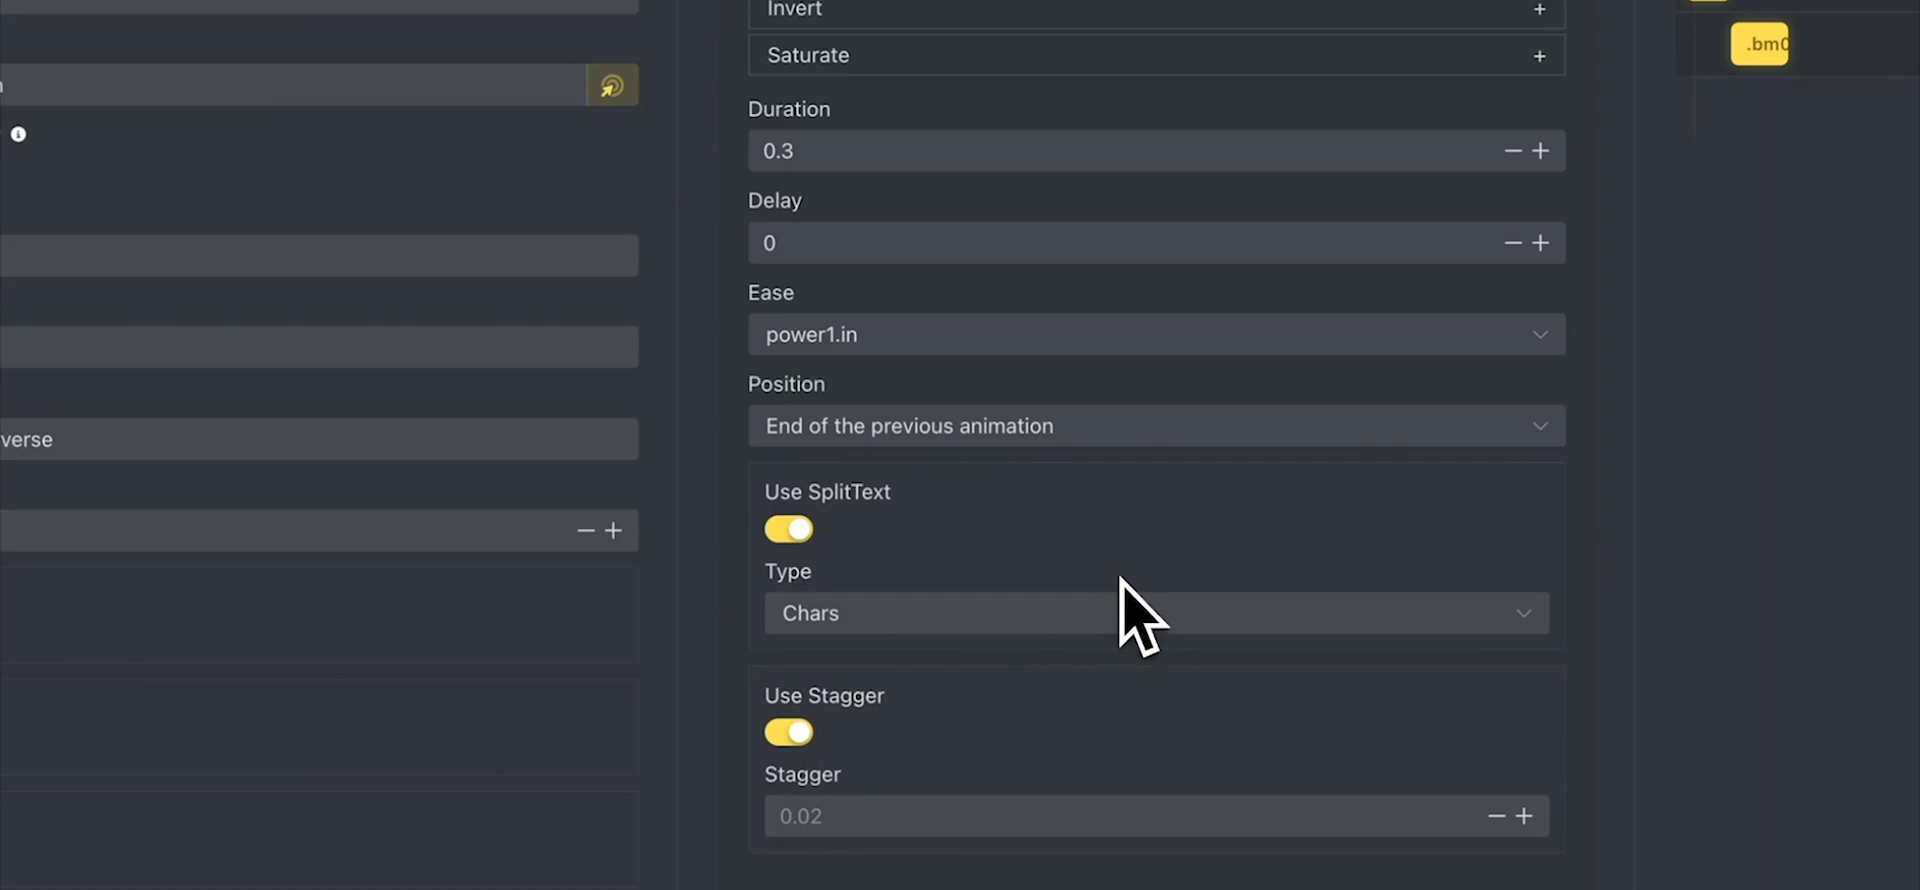 Invert
Saturate
.bm
Duration
0.3
Delay
0
Ease
power1.in
Position
End of the previous animation
verse
Use SplitText
Type
Chars
Use Stagger
Stagger
0.02